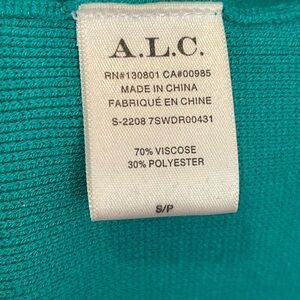 A.L.C.
RN#130801 CA#00985
MADE IN CHINA
FABRIQUÉ EN CHINE
S-2208 7SWDR00431
70% VISCOSE
30% POLYESTER
S/P